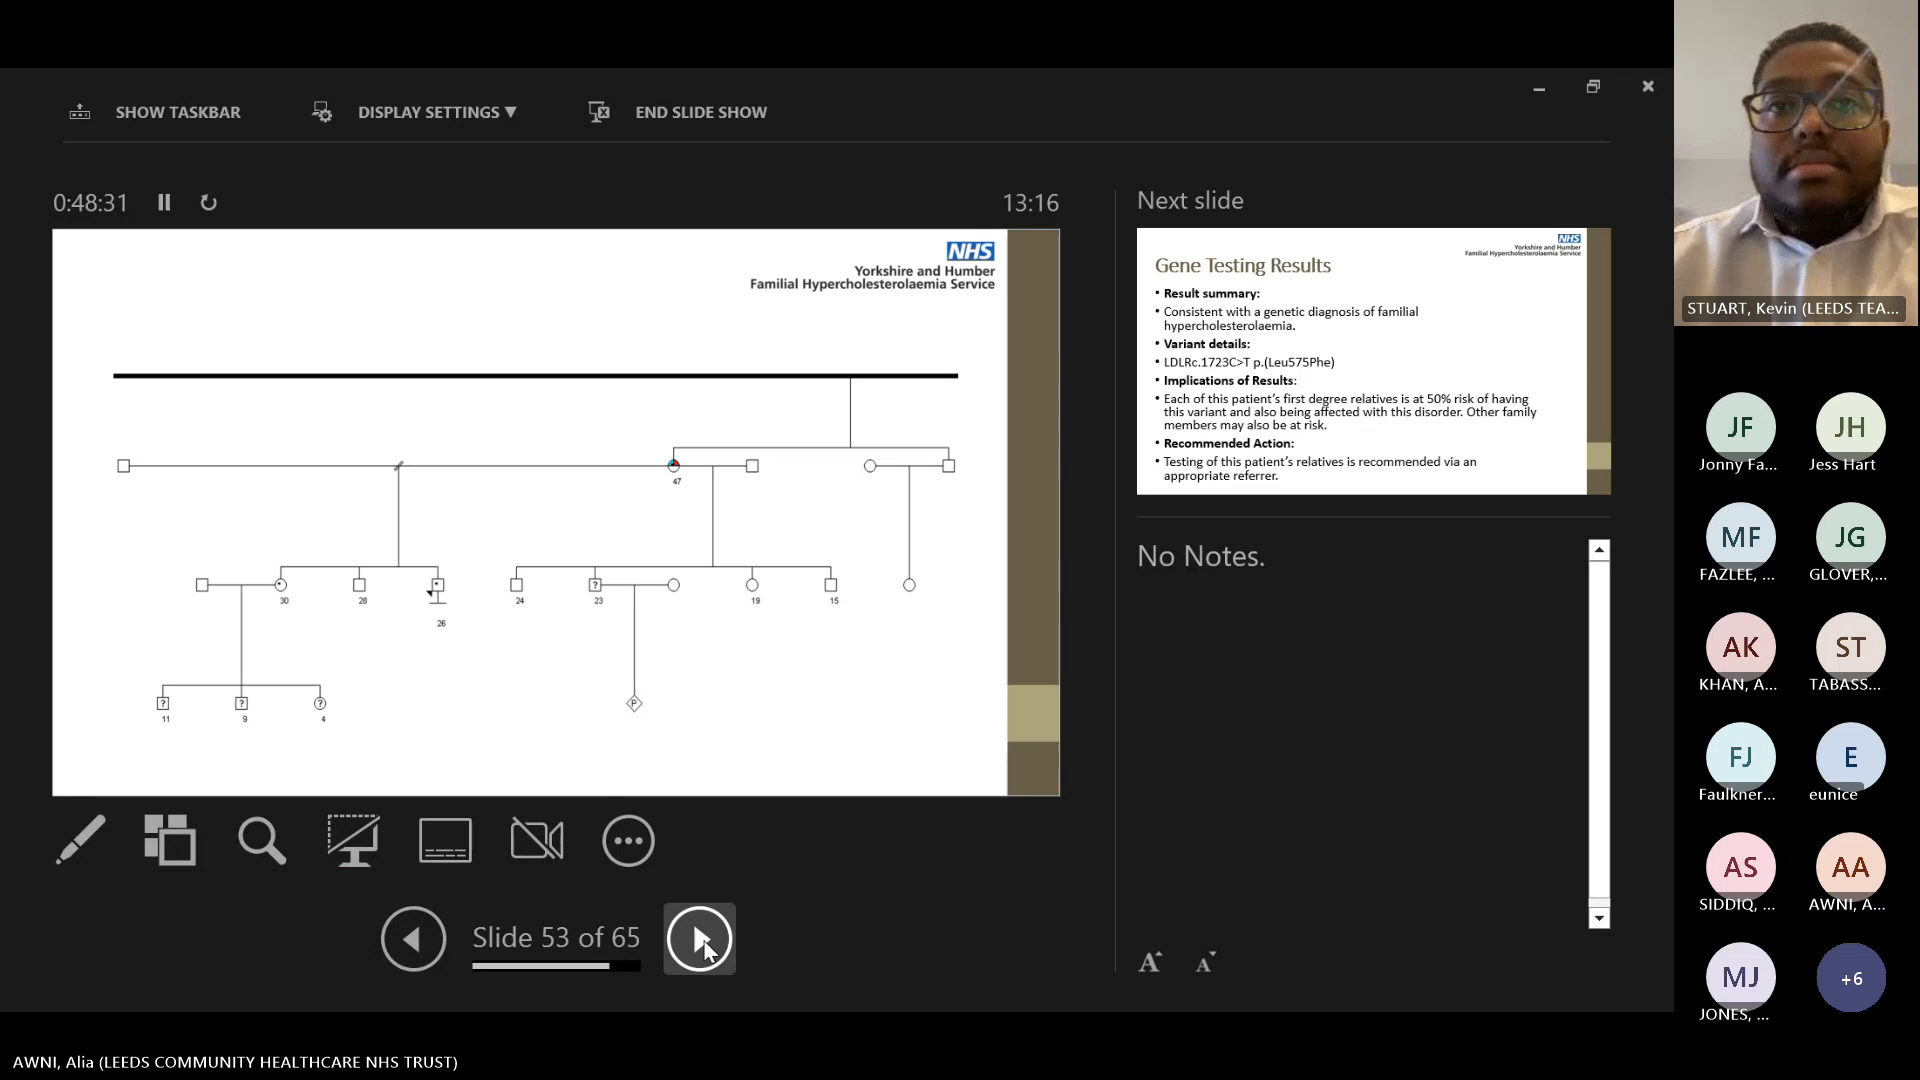 SHOW TASKBAR
DISPLAY SETTINGS ▼
END SLIDE SHOW
0:48:31
13:16
NHS
Yorkshire and Humber
Familial Hypercholesterolaemia Service
47
30
28
26
24
?
23
19
15
?
11
?
9
?
4
P
Slide 53 of 65
Next slide
NHS
Yorkshire and Humber
Familial Hypercholesterolaemia Service
Gene Testing Results
• Result summary:
• Consistent with a genetic diagnosis of familial
hypercholesterolaemia.
• Variant details:
• LDLRc.1723C>T p.(Leu575Phe)
• Implications of Results:
• Each of this patient's first degree relatives is at 50% risk of having
this variant and also being affected with this disorder. Other family
members may also be at risk.
• Recommended Action:
• Testing of this patient's relatives is recommended via an
appropriate referrer.
No Notes.
A A
STUART, Kevin (LEEDS TEA...
JF
Jonny Fa...
JH
Jess Hart
MF
FAZLEE, ...
JG
GLOVER,...
AK
KHAN, A...
ST
TABASS...
FJ
Faulkner...
E
eunice
AS
SIDDIQ, ...
AA
AWNI, A...
MJ
JONES, ...
+6
AWNI, Alia (LEEDS COMMUNITY HEALTHCARE NHS TRUST)